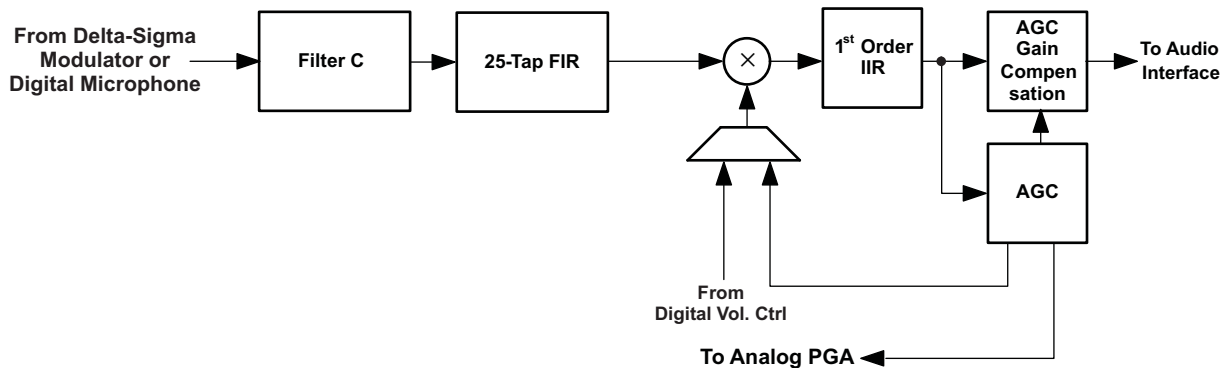 From Delta-Sigma
Modulator or
Digital Microphone
Filter C
25-Tap FIR
×
1st Order
IIR
AGC
Gain
Compen
sation
To Audio
Interface
AGC
From
Digital Vol. Ctrl
To Analog PGA